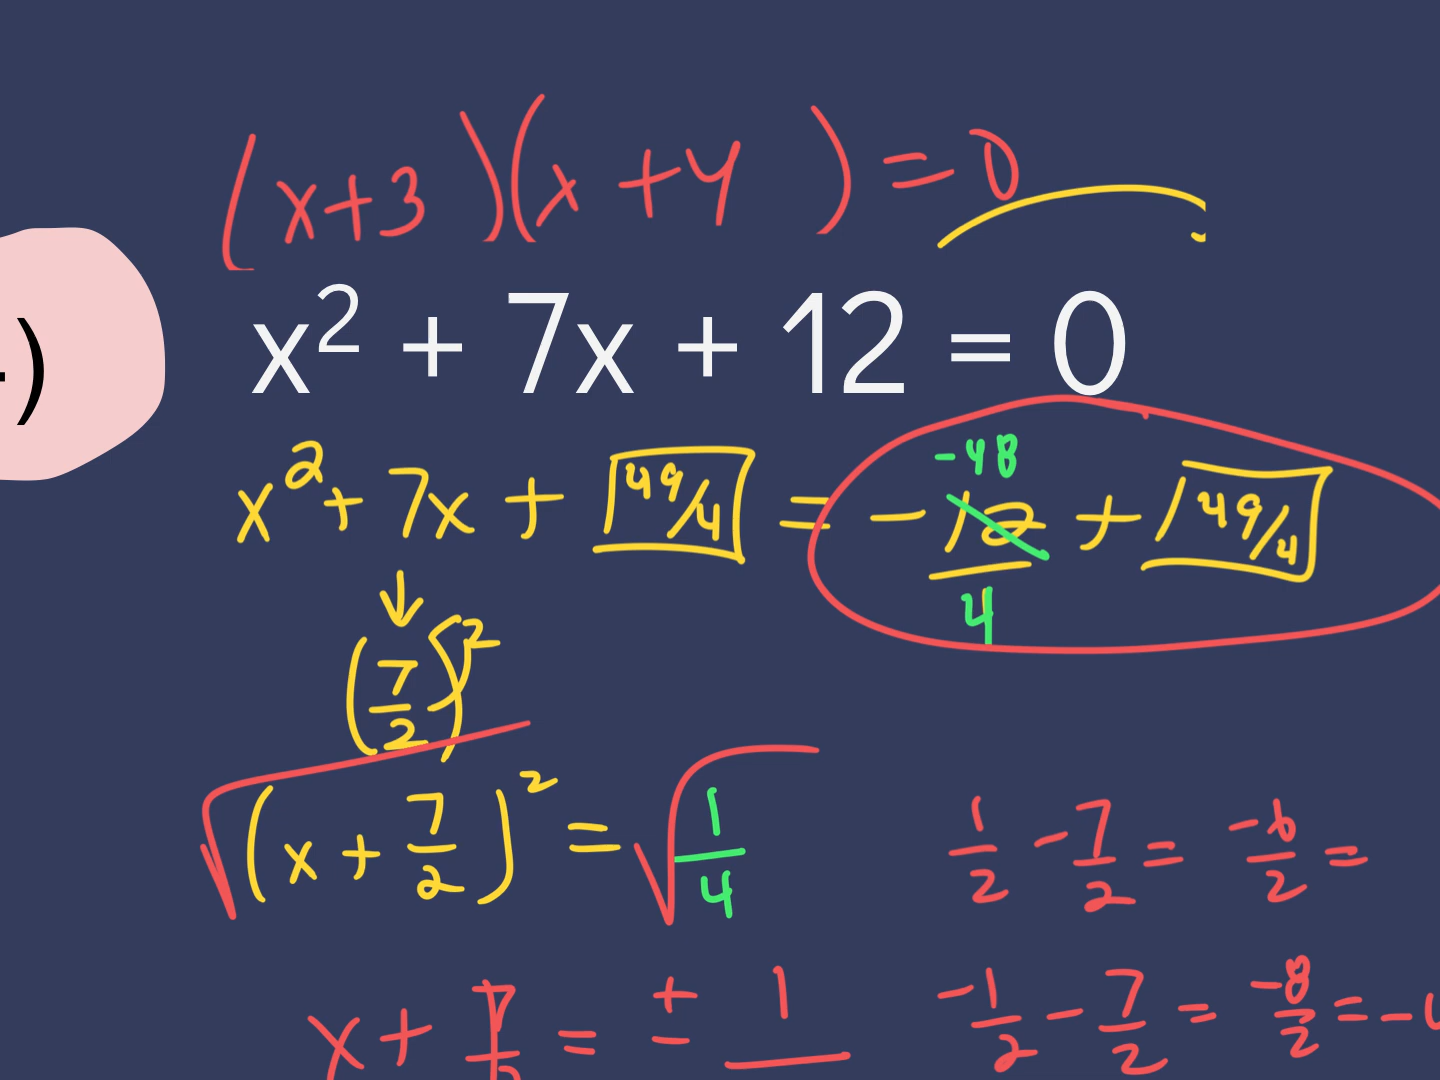 (x+3)(x+4)=0
)
x² + 7x + 12 = 0
-48
x² + 7x + 49/4 = -12 + 49/4
4
(7/2)²
√(x + 7/2)² = √1/4
1/2 - 7/2 = -6/2 =
-1/2 - 7/2 = -8/2 = -4
x + 7/2 = ± 1